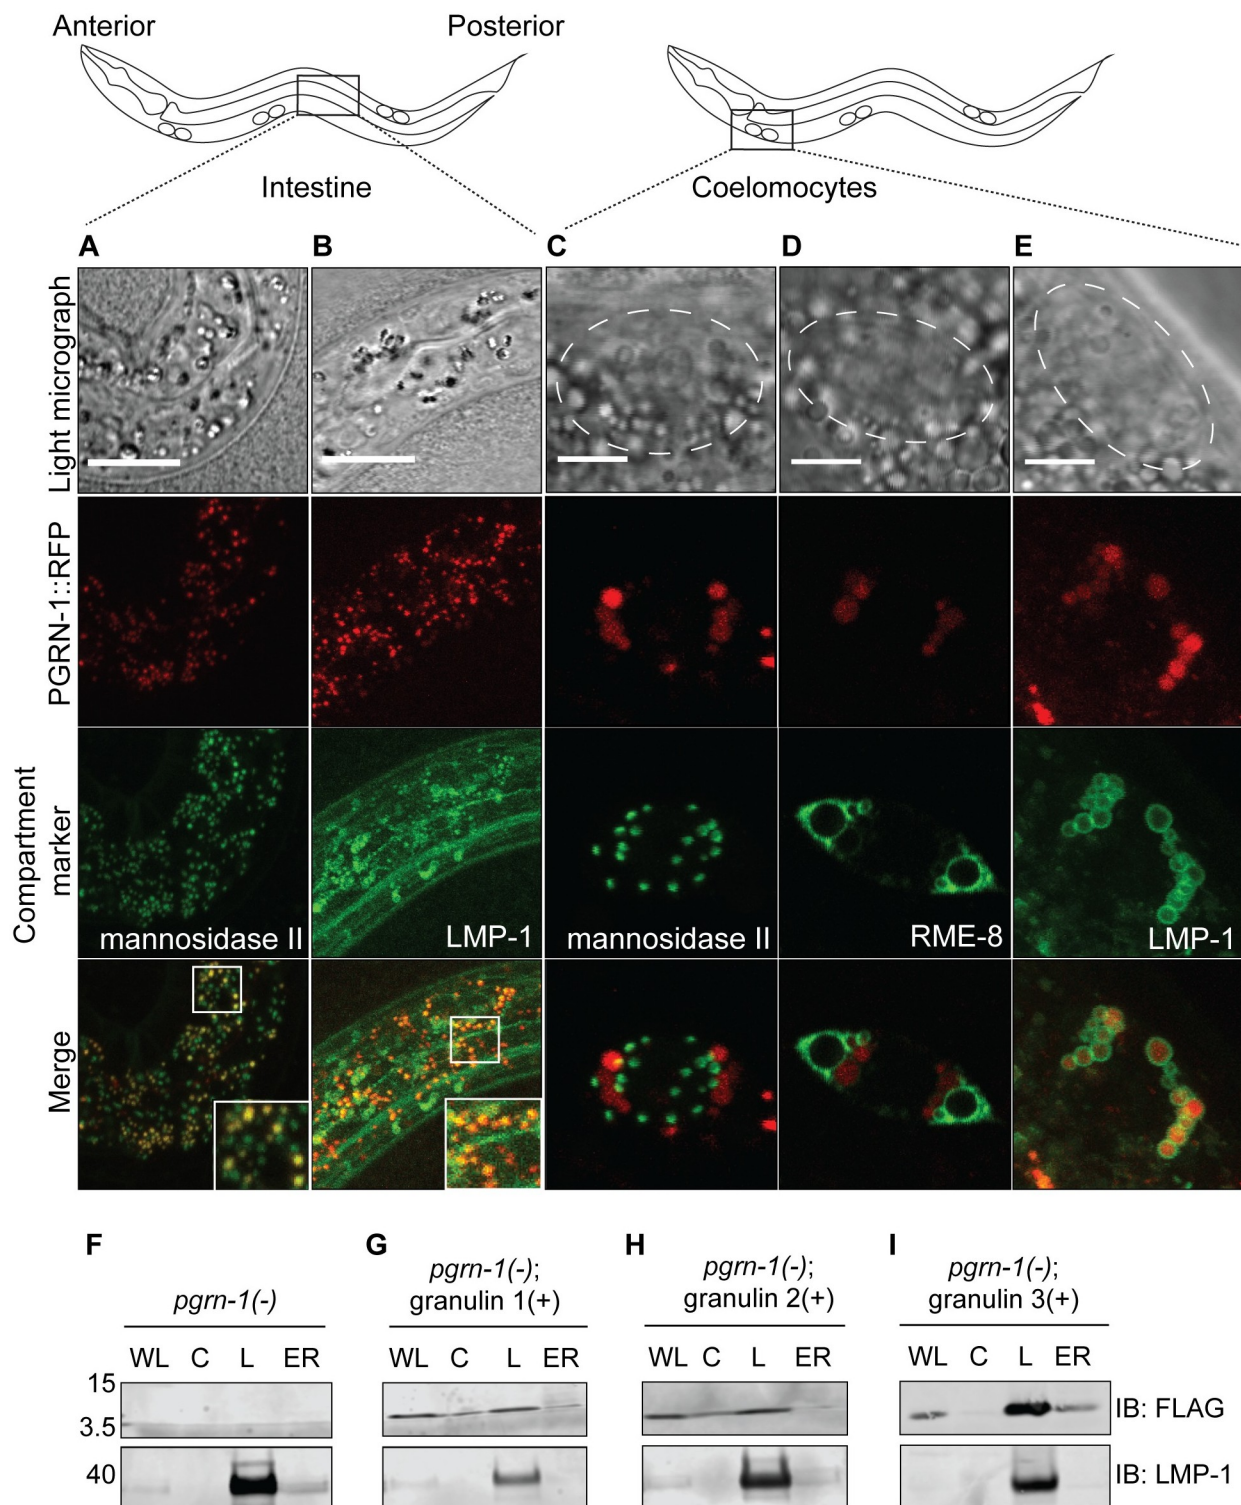 Anterior
Posterior
Intestine
Coelomocytes
A
B
C
D
E
Light micrograph
PGRN-1::RFP
Compartment
marker
mannosidase II
LMP-1
mannosidase II
RME-8
LMP-1
Merge
F
G
H
I
pgrn-1(-)
pgrn-1(-);
granulin 1(+)
pgrn-1(-);
granulin 2(+)
pgrn-1(-);
granulin 3(+)
WL C L ER
WL C L ER
WL C L ER
WL C L ER
15
3.5
IB: FLAG
40
IB: LMP-1